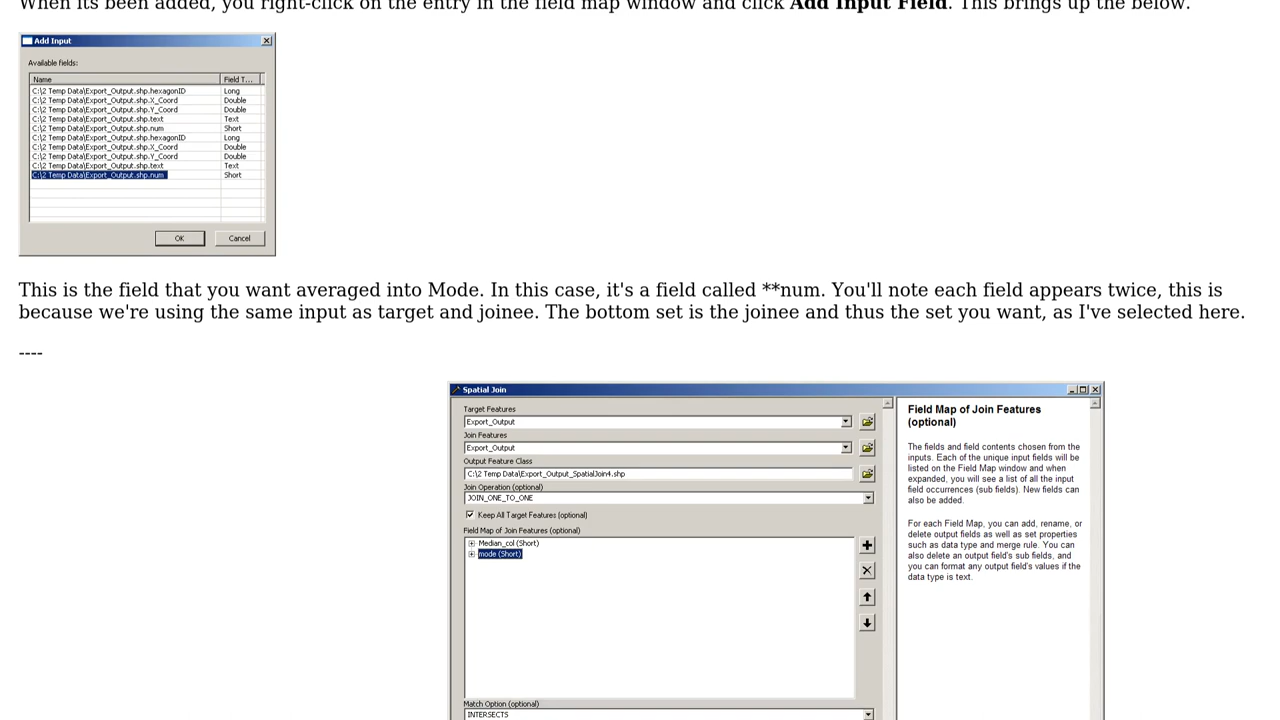 When its been added, you right-click on the entry in the field map window and click Add Input Field. This brings up the below.
Add Input
Available fields:
Name Field T...
C:\2 Temp Data\Export_Output.shp.hexagonID Long
C:\2 Temp Data\Export_Output.shp.X_Coord Double
C:\2 Temp Data\Export_Output.shp.Y_Coord Double
C:\2 Temp Data\Export_Output.shp.text Text
C:\2 Temp Data\Export_Output.shp.num Short
C:\2 Temp Data\Export_Output.shp.hexagonID Long
C:\2 Temp Data\Export_Output.shp.X_Coord Double
C:\2 Temp Data\Export_Output.shp.Y_Coord Double
C:\2 Temp Data\Export_Output.shp.text Text
C:\2 Temp Data\Export_Output.shp.num Short
OK Cancel
This is the field that you want averaged into Mode. In this case, it's a field called **num. You'll note each field appears twice, this is
because we're using the same input as target and joinee. The bottom set is the joinee and thus the set you want, as I've selected here.
----
Spatial Join
Target Features
Export_Output
Join Features
Export_Output
Output Feature Class
C:\2 Temp Data\Export_Output_SpatialJoin4.shp
Join Operation (optional)
JOIN_ONE_TO_ONE
Keep All Target Features (optional)
Field Map of Join Features (optional)
Median_col (Short)
mode (Short)
Match Option (optional)
INTERSECTS
Field Map of Join Features
(optional)
The fields and field contents chosen from the
inputs. Each of the unique input fields will be
listed on the Field Map window and when
expanded, you will see a list of all the input
field occurrences (sub fields). New fields can
also be added.
For each Field Map, you can add, rename, or
delete output fields as well as set properties
such as data type and merge rule. You can
also delete an output field's sub fields, and
you can format any output field's values if the
data type is text.